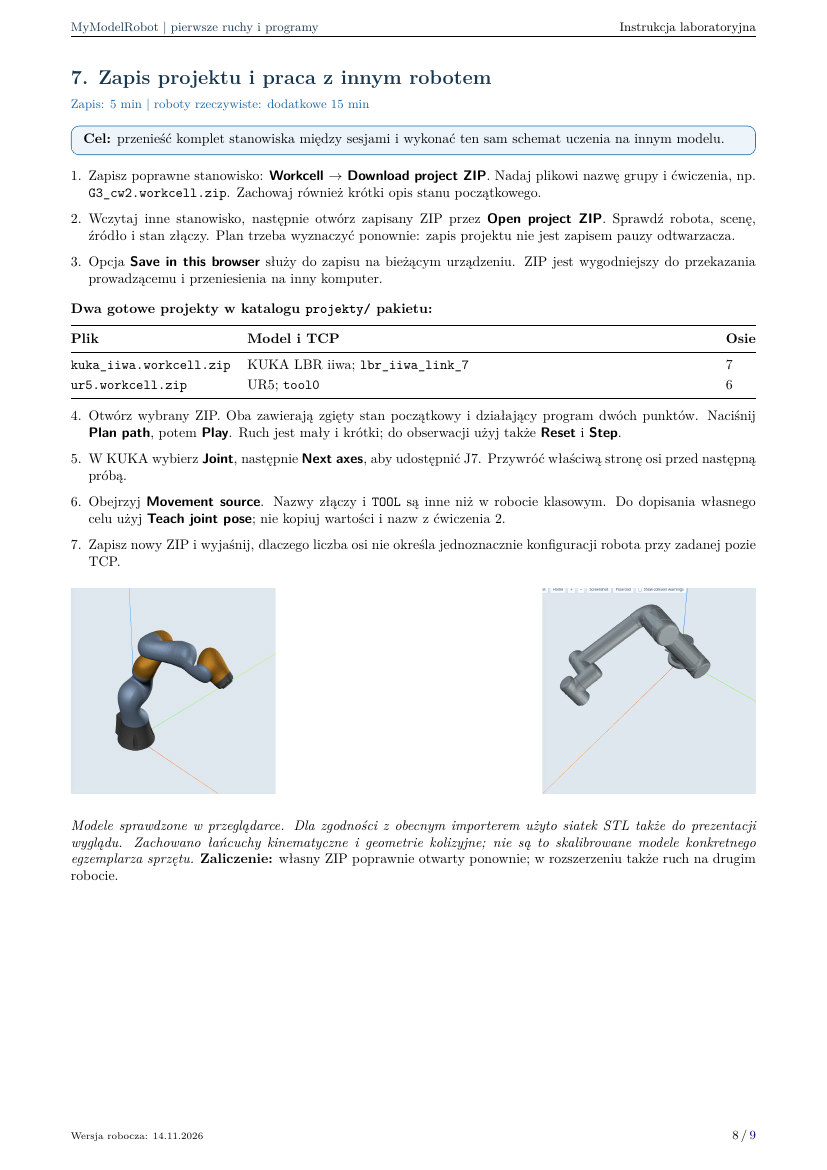 MyModelRobot | pierwsze ruchy i programy
Instrukcja laboratoryjna
7. Zapis projektu i praca z innym robotem
Zapis: 5 min | roboty rzeczywiste: dodatkowe 15 min
Cel: przenieść komplet stanowiska między sesjami i wykonać ten sam schemat uczenia na innym modelu.
1. Zapisz poprawne stanowisko: Workcell → Download project ZIP. Nadaj plikowi nazwę grupy i ćwiczenia, np.
G3_cw2.workcell.zip. Zachowaj również krótki opis stanu początkowego.
2. Wczytaj inne stanowisko, następnie otwórz zapisany ZIP przez Open project ZIP. Sprawdź robota, scenę,
źródło i stan złączy. Plan trzeba wyznaczyć ponownie: zapis projektu nie jest zapisem pauzy odtwarzacza.
3. Opcja Save in this browser służy do zapisu na bieżącym urządzeniu. ZIP jest wygodniejszy do przekazania
prowadzącemu i przeniesienia na inny komputer.
Dwa gotowe projekty w katalogu projekty/ pakietu:
Plik Model i TCP Osie
kuka_iiwa.workcell.zip KUKA LBR iiwa; lbr_iiwa_link_7 7
ur5.workcell.zip UR5; tool0 6
4. Otwórz wybrany ZIP. Oba zawierają zgięty stan początkowy i działający program dwóch punktów. Naciśnij
Plan path, potem Play. Ruch jest mały i krótki; do obserwacji użyj także Reset i Step.
5. W KUKA wybierz Joint, następnie Next axes, aby udostępnić J7. Przywróć właściwą stronę osi przed następną
próbą.
6. Obejrzyj Movement source. Nazwy złączy i TOOL są inne niż w robocie klasowym. Do dopisania własnego
celu użyj Teach joint pose; nie kopiuj wartości i nazw z ćwiczenia 2.
7. Zapisz nowy ZIP i wyjaśnij, dlaczego liczba osi nie określa jednoznacznie konfiguracji robota przy zadanej pozie
TCP.
Home + − Screenshot
Modele sprawdzone w przeglądarce. Dla zgodności z obecnym importerem użyto siatek STL także do prezentacji
wyglądu. Zachowano łańcuchy kinematyczne i geometrie kolizyjne; nie są to skalibrowane modele konkretnego
egzemplarza sprzętu. Zaliczenie: własny ZIP poprawnie otwarty ponownie; w rozszerzeniu także ruch na drugim
robocie.
Wersja robocza: 14.11.2026
8 / 9